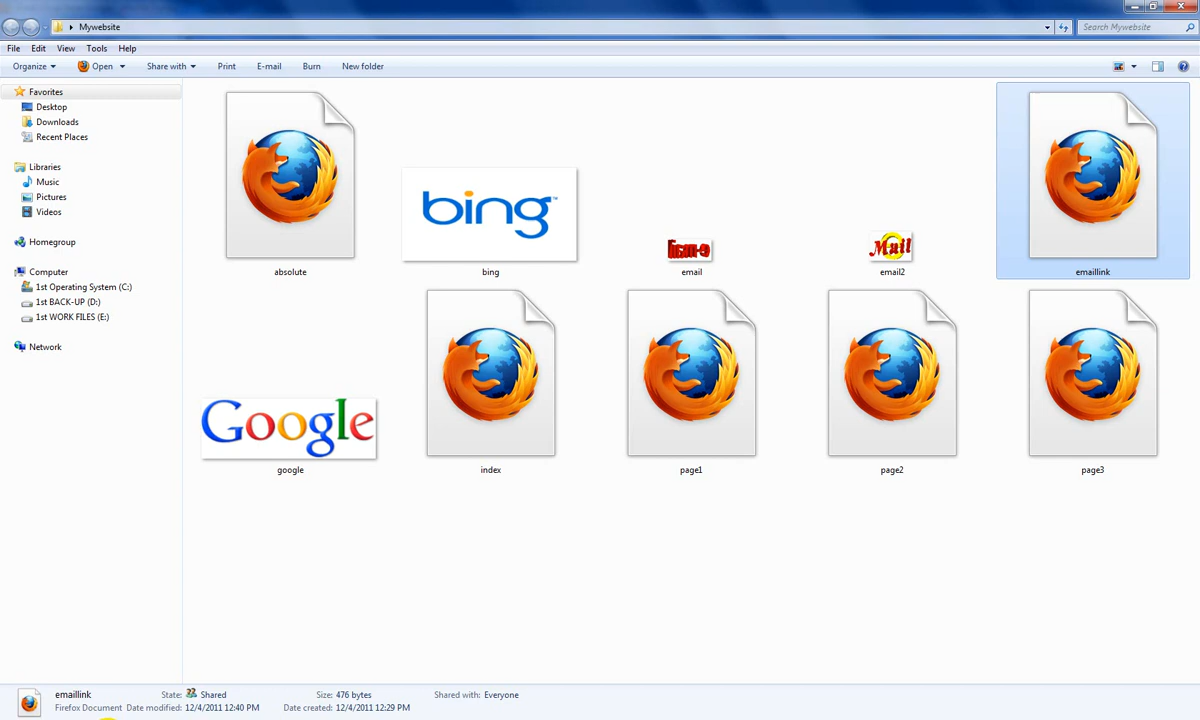 Mywebsite
Search Mywebsite
File Edit View Tools Help
Organize Open Share with Print E-mail Burn New folder
Favorites
Desktop
Downloads
Recent Places
Libraries
Music
Pictures
Videos
Homegroup
Computer
1st Operating System (C:)
1st BACK-UP (D:)
1st WORK FILES (E:)
Network
bing™
Mail
absolute bing email email2 emaillink
Google
google index page1 page2 page3
emaillink State: Shared Size: 476 bytes Shared with: Everyone
Firefox Document Date modified: 12/4/2011 12:40 PM Date created: 12/4/2011 12:29 PM